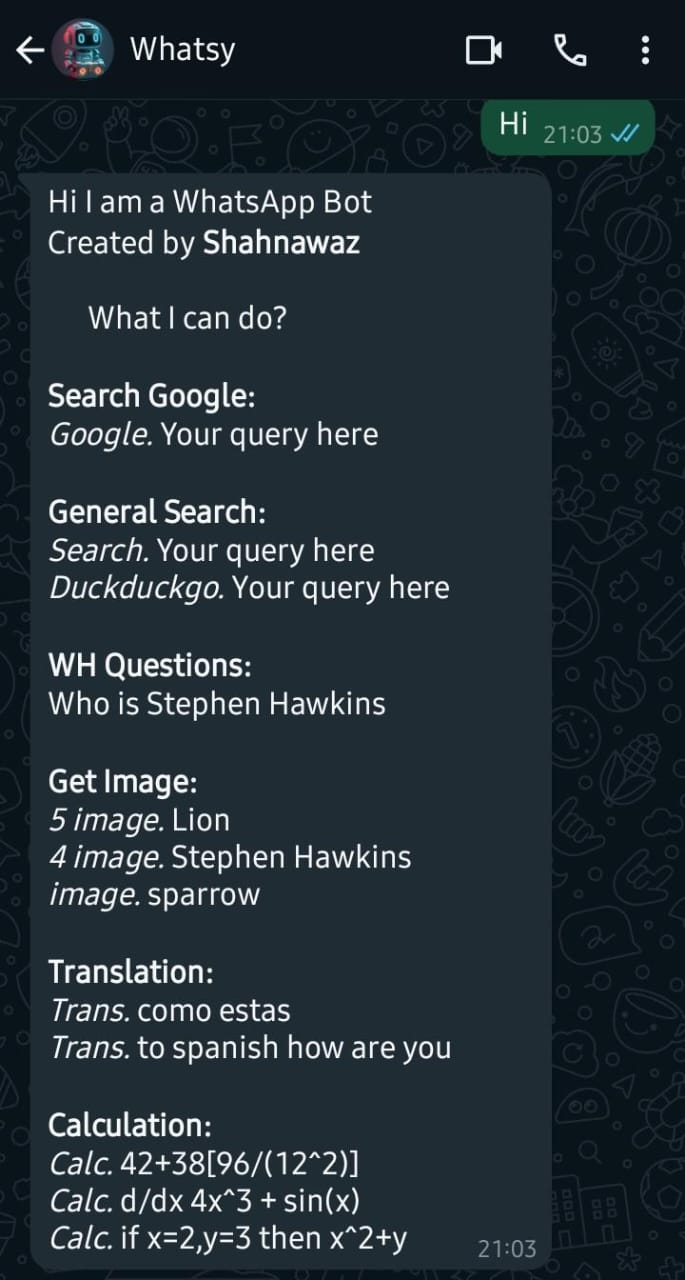 Whatsy
Hi 21:03
Hi I am a WhatsApp Bot
Created by Shahnawaz
What I can do?
Search Google:
Google. Your query here
General Search:
Search. Your query here
Duckduckgo. Your query here
WH Questions:
Who is Stephen Hawkins
Get Image:
5 image. Lion
4 image. Stephen Hawkins
image. sparrow
Translation:
Trans. como estas
Trans. to spanish how are you
Calculation:
Calc. 42+38[96/(12^2)]
Calc. d/dx 4x^3 + sin(x)
Calc. if x=2,y=3 then x^2+y
21:03